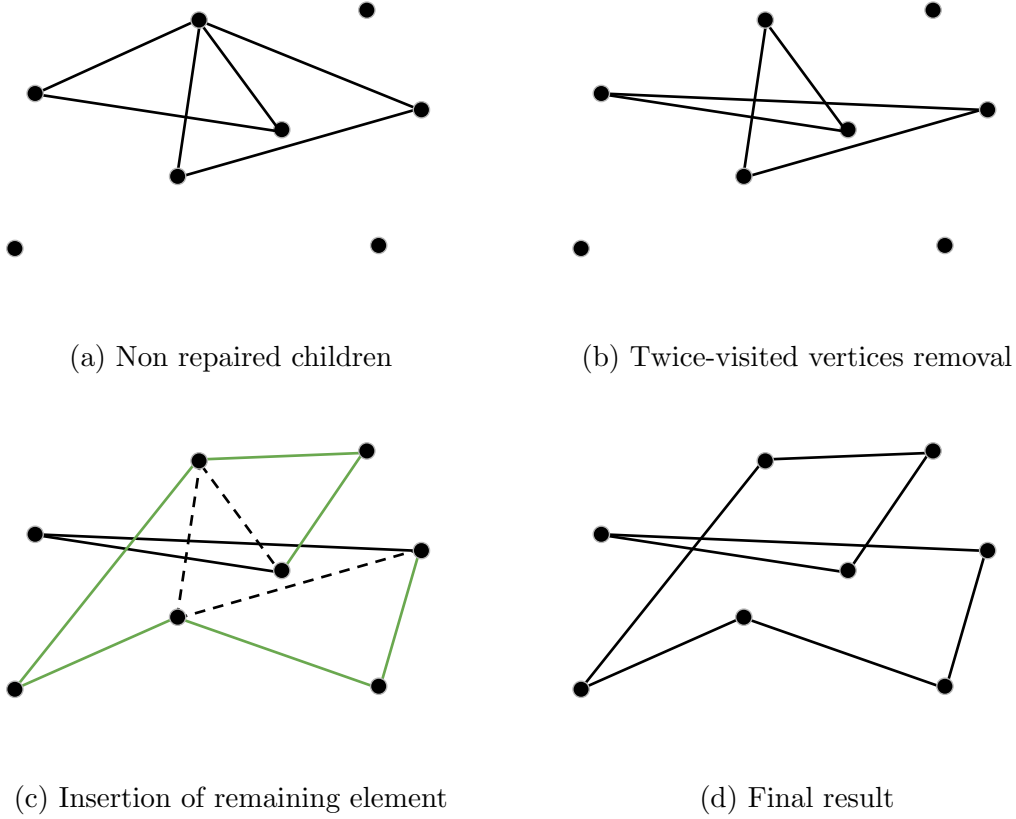 (a) Non repaired children
(b) Twice-visited vertices removal
(c) Insertion of remaining element
(d) Final result